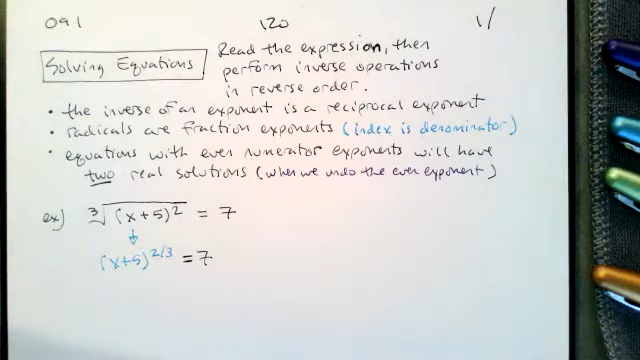 091 120 1/
Solving Equations
Read the expression, then
perform inverse operations
in reverse order.
• the inverse of an exponent is a reciprocal exponent
• radicals are fraction exponents (index is denominator)
• equations with even numerator exponents will have
two real solutions (when we undo the even exponent)
ex) ∛(x+5)² = 7
(x+5)^2/3 = 7